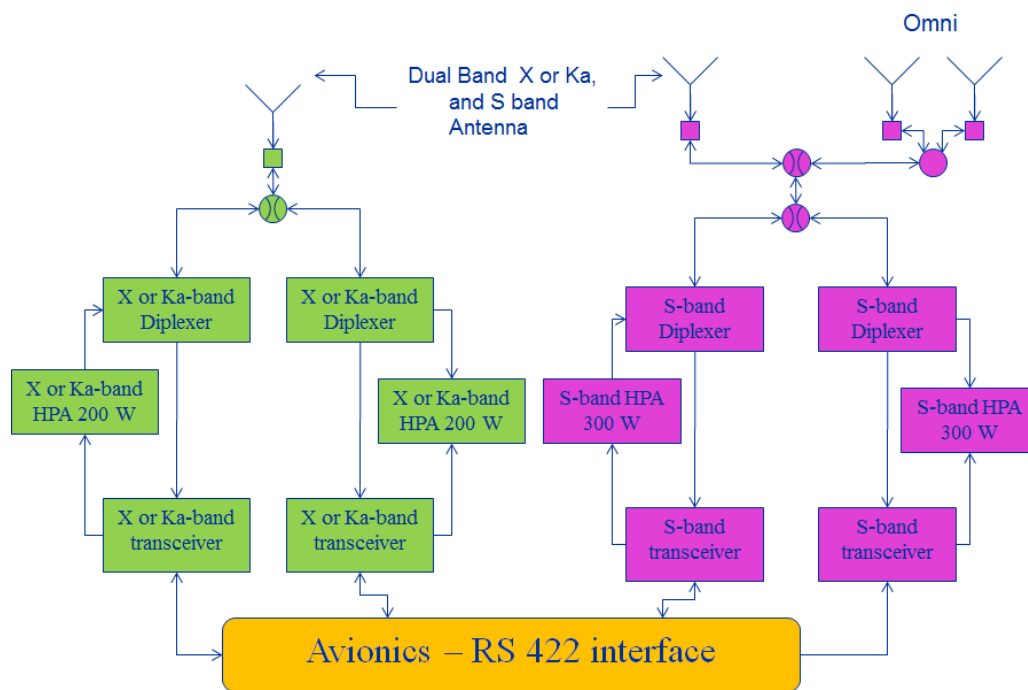 Omni
Dual Band X or Ka,
and S band
Antenna
X or Ka-band
Diplexer
X or Ka-band
Diplexer
S-band
Diplexer
S-band
Diplexer
X or Ka-band
HPA 200 W
X or Ka-band
HPA 200 W
S-band HPA
300 W
S-band HPA
300 W
X or Ka-band
transceiver
X or Ka-band
transceiver
S-band
transceiver
S-band
transceiver
Avionics – RS 422 interface